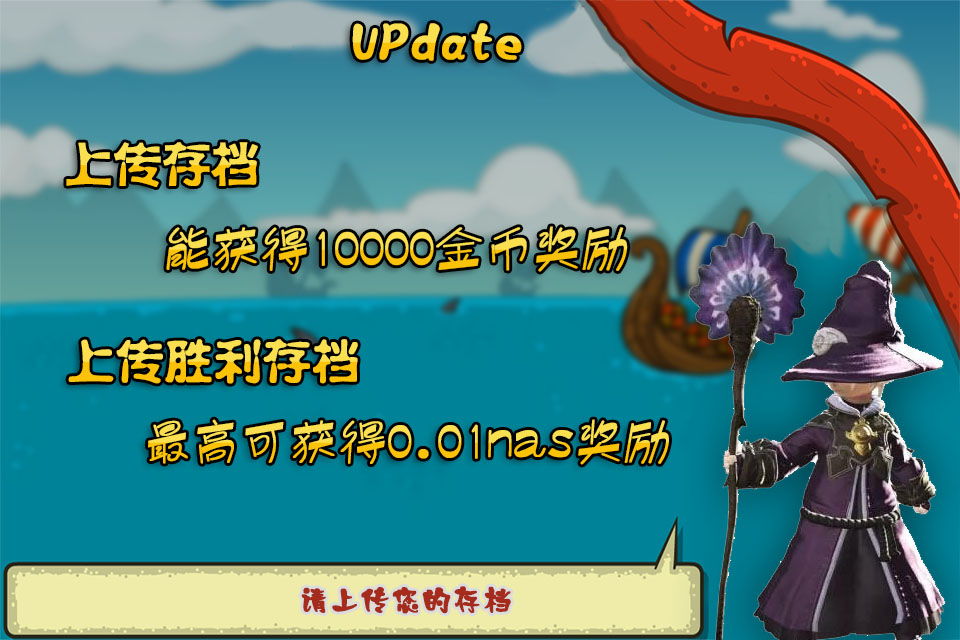 UPdate
上传存档
能获得10000金币奖励
上传胜利存档
最高可获得0.01nas奖励
请上传您的存档